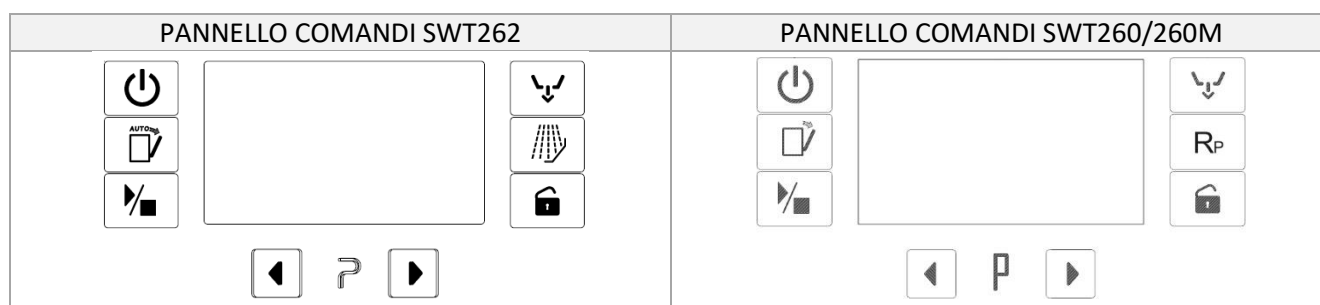 PANNELLO COMANDI SWT262
PANNELLO COMANDI SWT260/260M
AUTO
RP
P
P